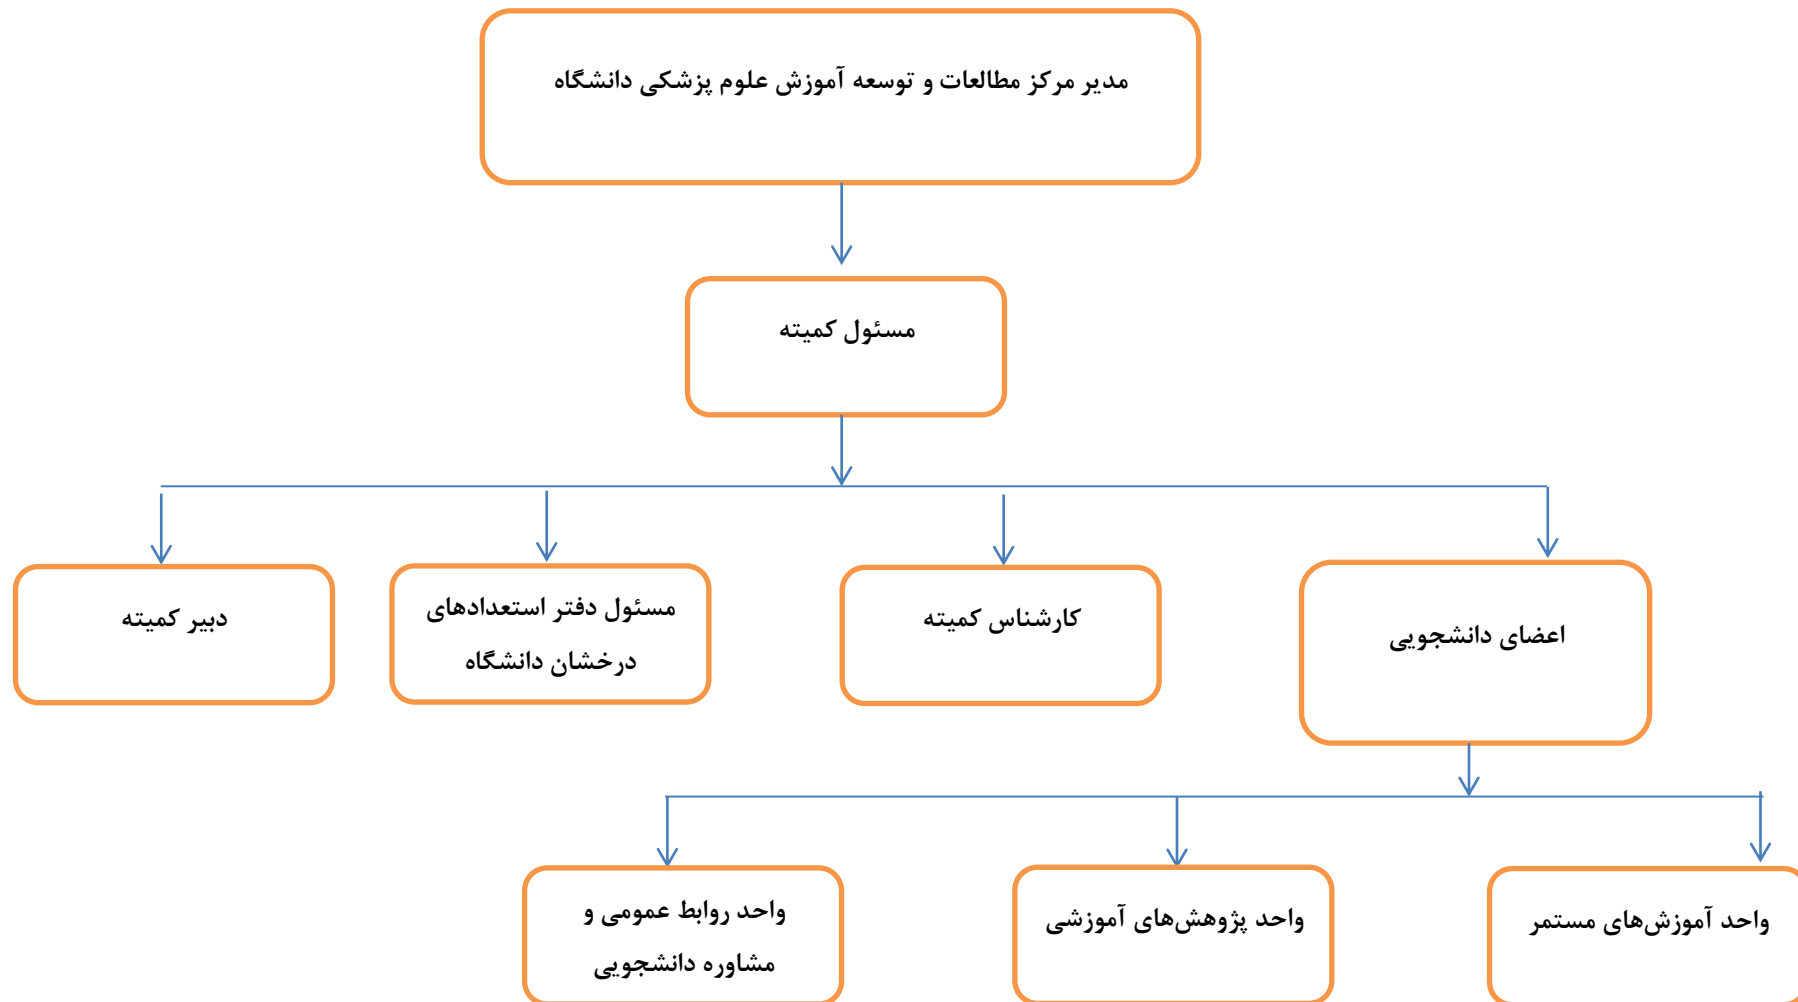 مدیر مرکز مطالعات و توسعه آموزش علوم پزشکی دانشگاه
مسئول کمیته
اعضای دانشجویی
کارشناس کمیته
مسئول دفتر استعدادهای
درخشان دانشگاه
دبیر کمیته
واحد آموزش‌های مستمر
واحد پژوهش‌های آموزشی
واحد روابط عمومی و
مشاوره دانشجویی